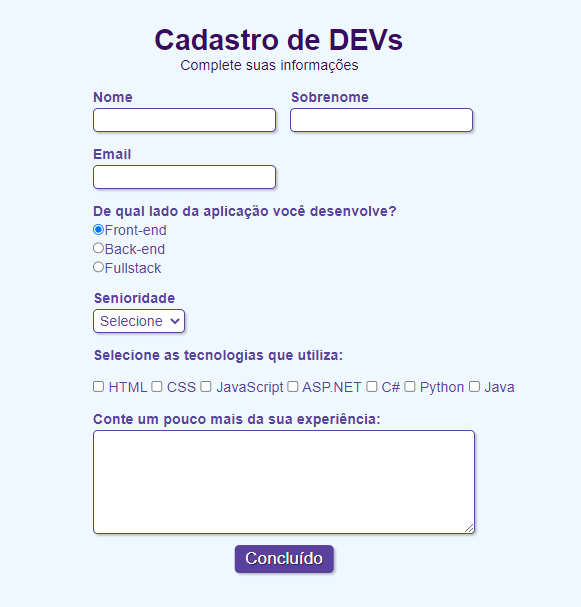 Cadastro de DEVs
Complete suas informações
Nome Sobrenome
Email
De qual lado da aplicação você desenvolve?
Front-end
Back-end
Fullstack
Senioridade
Selecione
Selecione as tecnologias que utiliza:
HTML CSS JavaScript ASP.NET C# Python Java
Conte um pouco mais da sua experiência:
Concluído